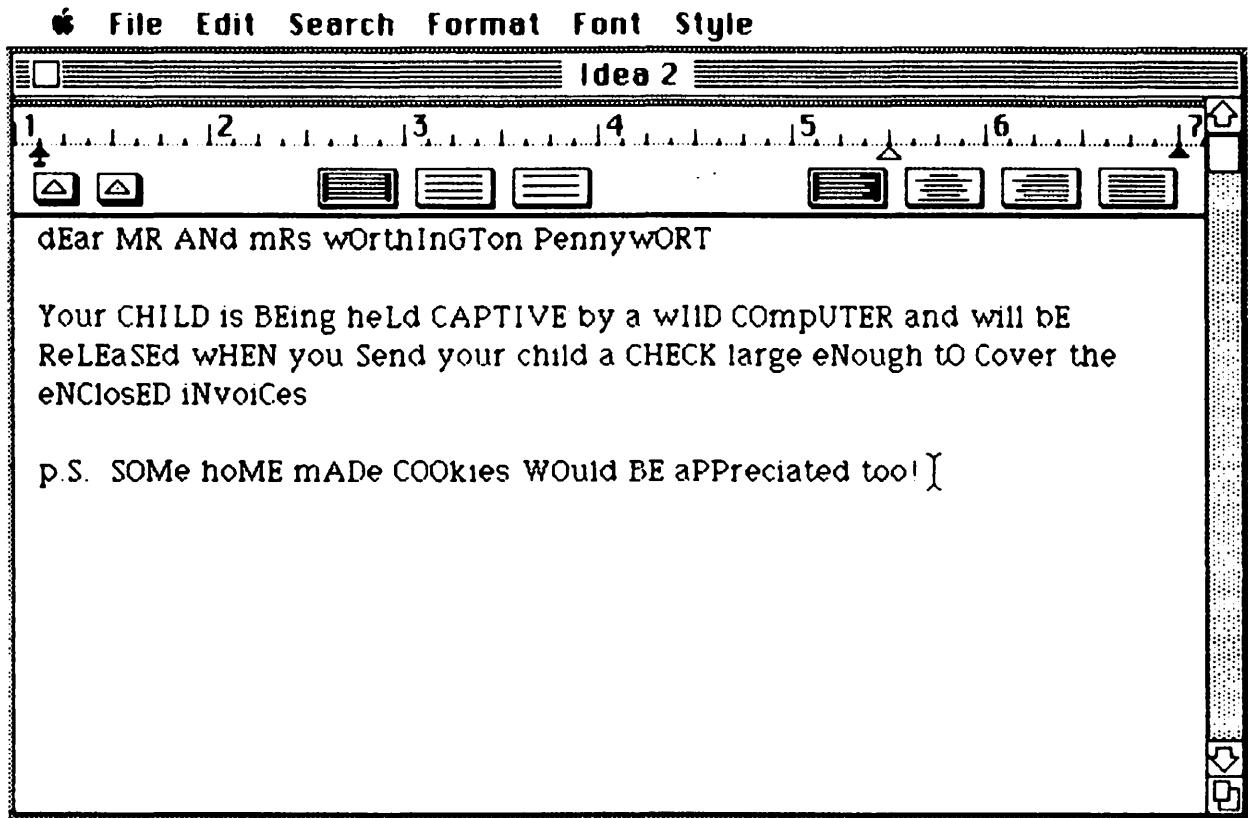 File Edit Search Format Font Style
Idea 2
1 2 3 4 5 6 7
dEar MR ANd mRs wOrthInGTon PennywORT
Your CHILD is BEing heLd CAPTIVE by a wIlD COmpUTER and will bE
ReLEaSEd wHEN you Send your child a CHECK large eNough tO Cover the
eNClosED iNvoiCes
p.S. SOMe hoME mADe COOkies WOuld BE aPPreciated too!